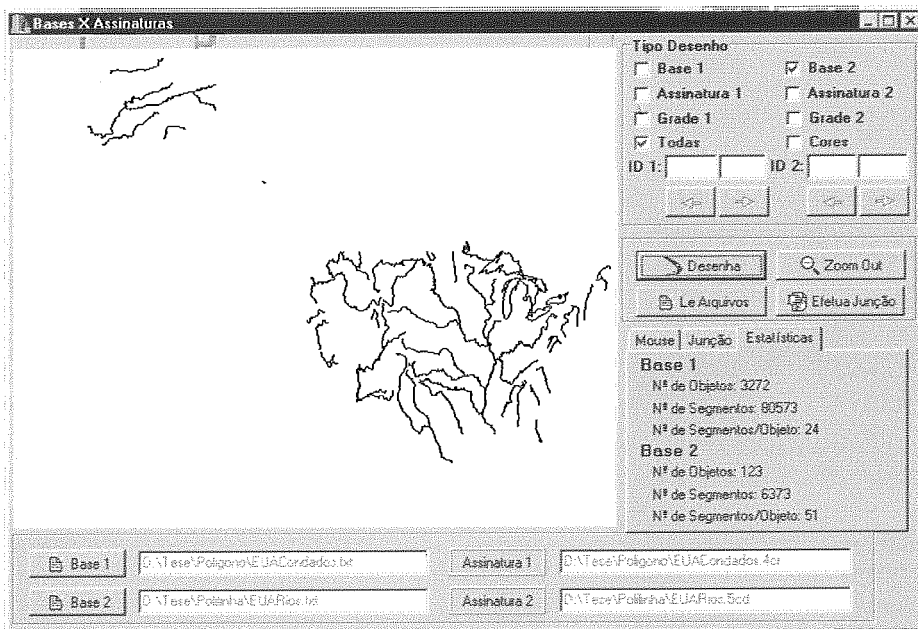 Bases X Assinaturas
Tipo Desenho
Base 1
Base 2
Assinatura 1
Assinatura 2
Grade 1
Grade 2
Todas
Cores
ID 1:
ID 2:
<=
=>
<=
=>
Desenha
Zoom Out
Le Arquivos
Efetua Junção
Mouse Junção Estatísticas
Base 1
Nº de Objetos: 3272
Nº de Segmentos: 80573
Nº de Segmentos/Objeto: 24
Base 2
Nº de Objetos: 123
Nº de Segmentos: 6373
Nº de Segmentos/Objeto: 51
Base 1
D:\Tese\Poligono\EUACondados.txt
Assinatura 1
D:\Tese\Poligono\EUACondados.4cr
Base 2
D:\Tese\Polilinha\EUARios.txt
Assinatura 2
D:\Tese\Polilinha\EUARios.5cd